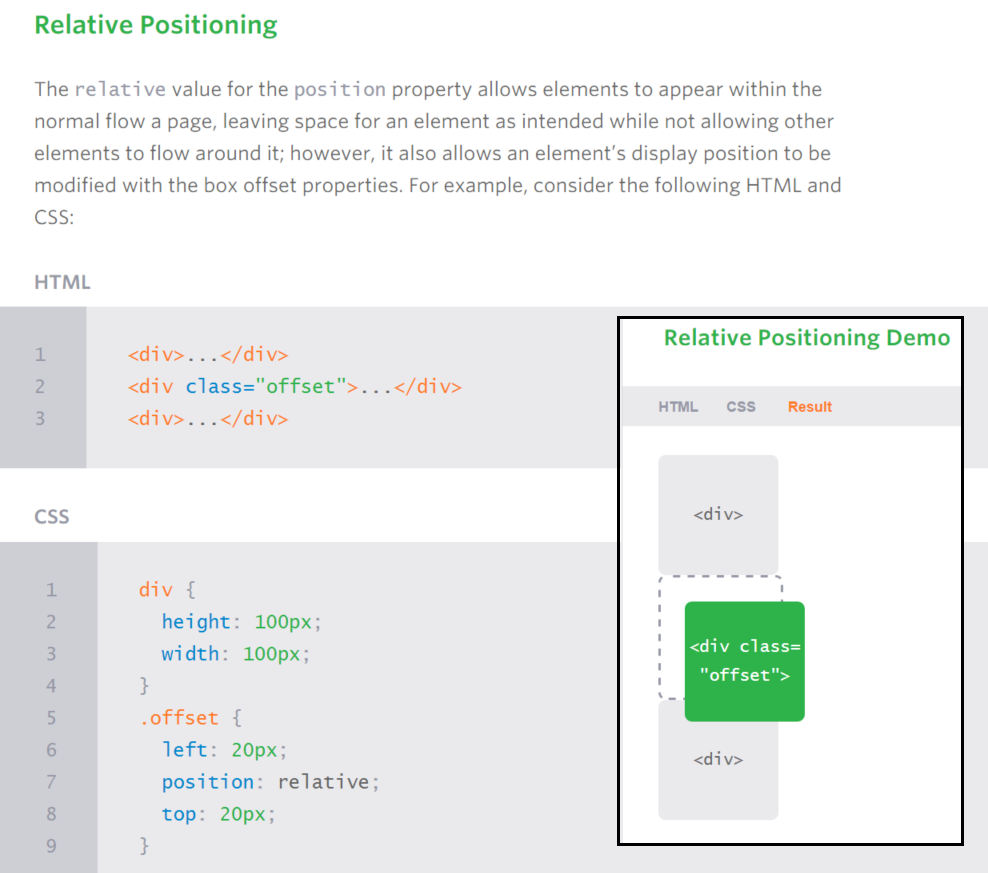 Relative Positioning
The relative value for the position property allows elements to appear within the
normal flow a page, leaving space for an element as intended while not allowing other
elements to flow around it; however, it also allows an element’s display position to be
modified with the box offset properties. For example, consider the following HTML and
CSS:
HTML
1 <div>...</div>
2 <div class="offset">...</div>
3 <div>...</div>
CSS
1 div {
2 height: 100px;
3 width: 100px;
4 }
5 .offset {
6 left: 20px;
7 position: relative;
8 top: 20px;
9 }
Relative Positioning Demo
HTML CSS Result
<div>
<div class=
"offset">
<div>